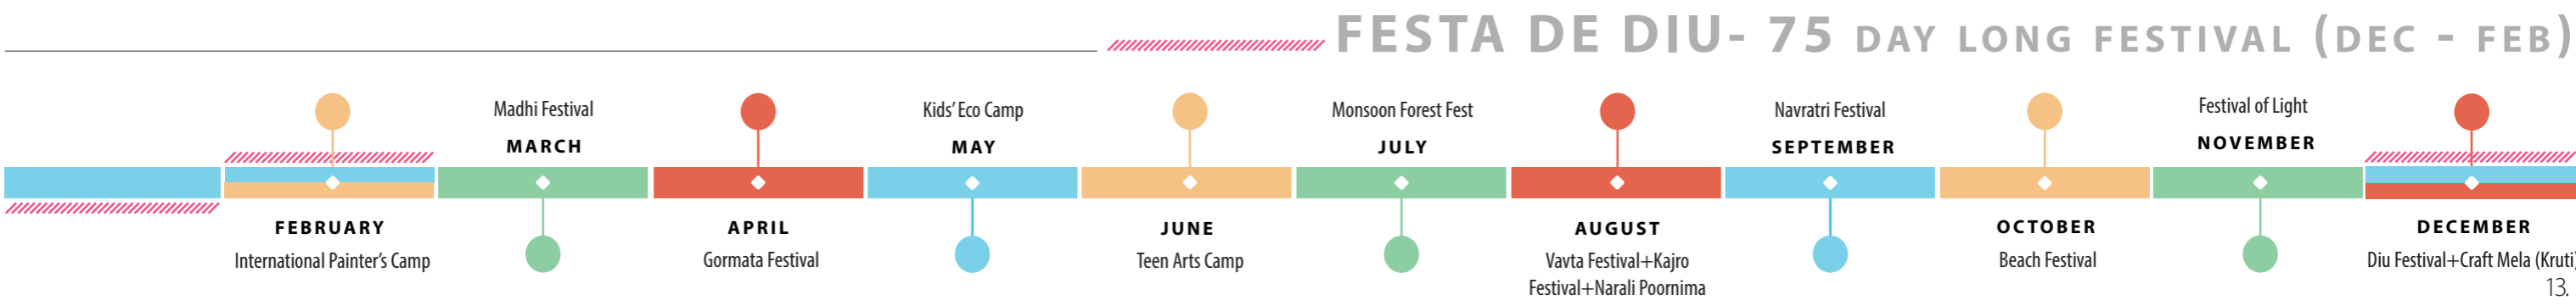 FESTA DE DIU- 75 DAY LONG FESTIVAL (DEC - FEB)
FEBRUARY
International Painter's Camp
Madhi Festival
MARCH
APRIL
Gormata Festival
Kids' Eco Camp
MAY
JUNE
Teen Arts Camp
Monsoon Forest Fest
JULY
AUGUST
Vavta Festival+Kajro
Festival+Narali Poornima
Navratri Festival
SEPTEMBER
OCTOBER
Beach Festival
Festival of Light
NOVEMBER
DECEMBER
Diu Festival+Craft Mela (Kruti)
13.